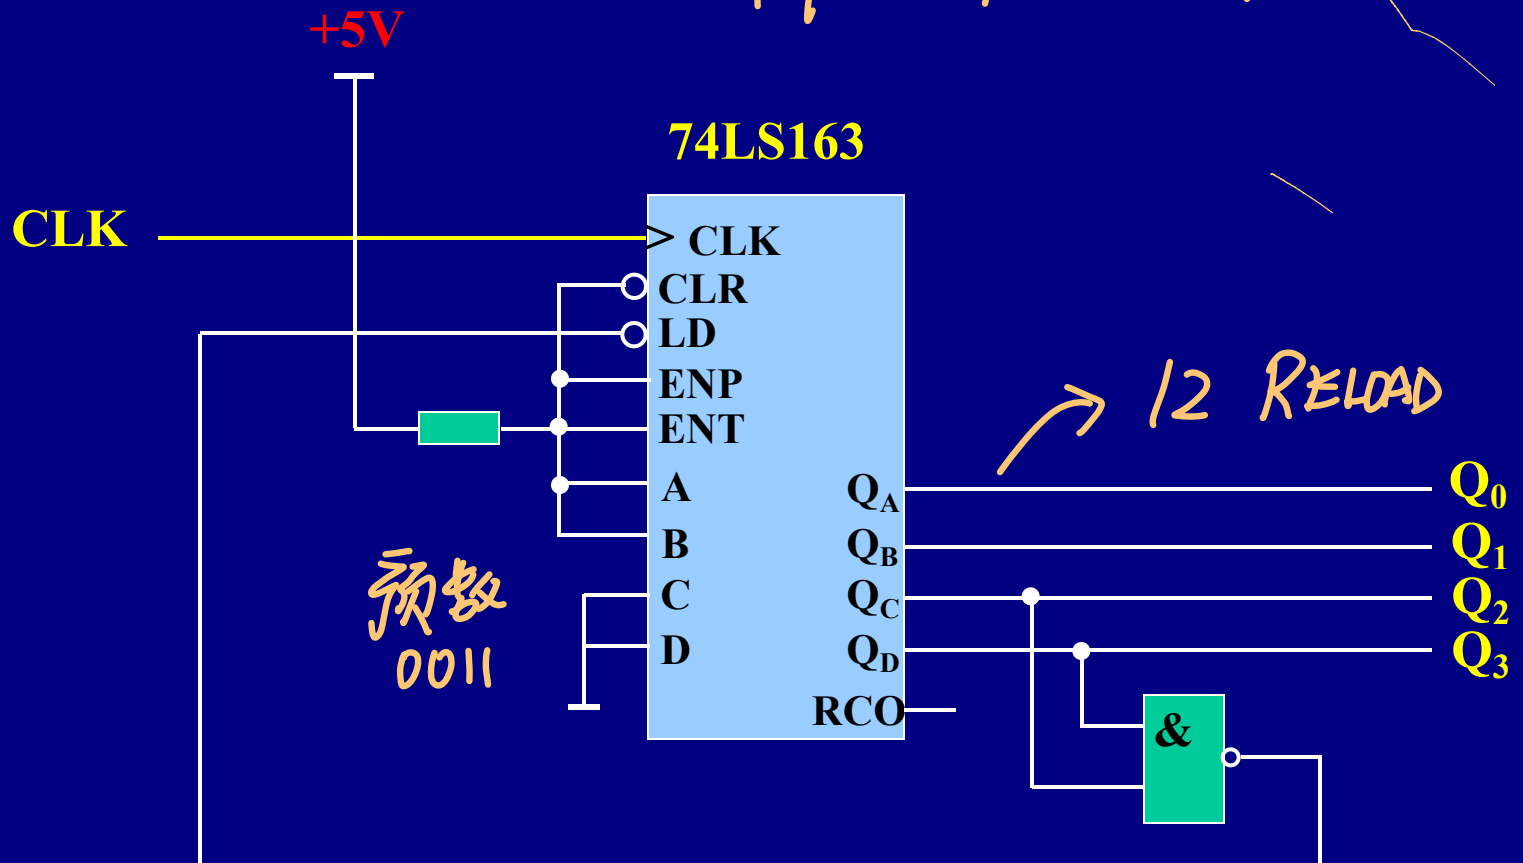 +5V
74LS163
CLK
CLK
CLR
LD
ENP
ENT
12 RELOAD
A
QA
Q0
B
QB
Q1
预数
0011
C
QC
Q2
D
QD
Q3
RCO
&